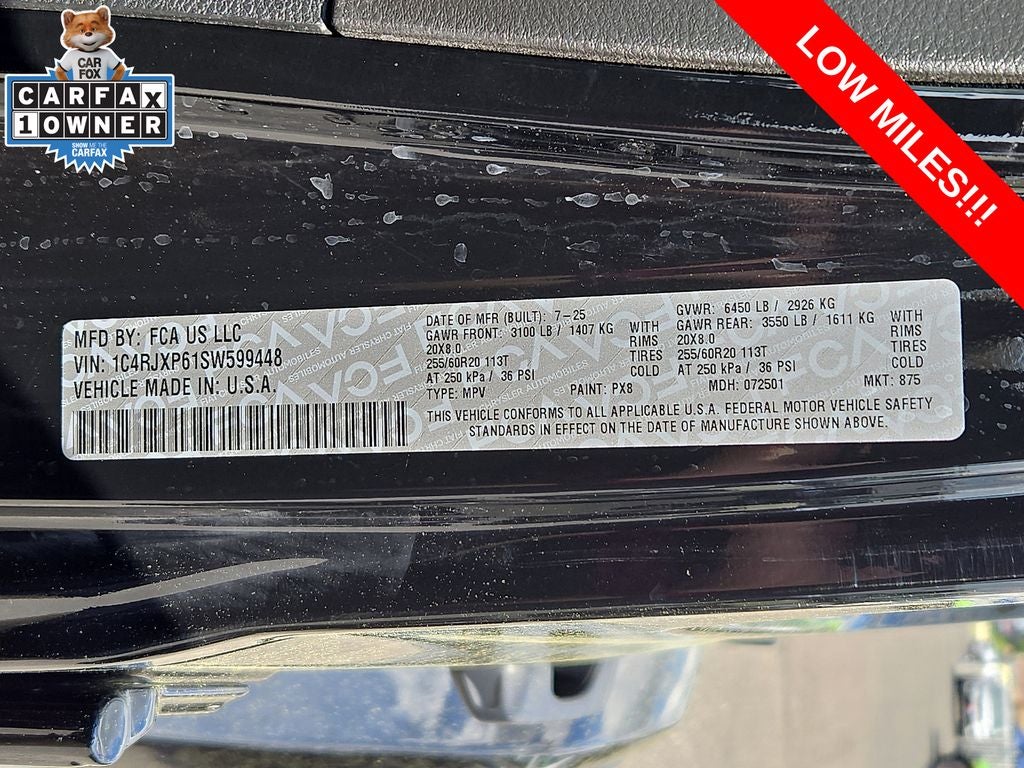 CAR
FOX
CARFAX
1 OWNER
SHOW ME THE
CARFAX
LOW MILES!!!
MFD BY: FCA US LLC
VIN: 1C4RJXP61SW599448
VEHICLE MADE IN: U.S.A.
DATE OF MFR (BUILT): 7-25
GAWR FRONT: 3100 LB / 1407 KG WITH
20X8.0 RIMS
255/60R20 113T TIRES
AT 250 kPa / 36 PSI COLD
TYPE: MPV PAINT: PX8
GVWR: 6450 LB / 2926 KG
GAWR REAR: 3550 LB / 1611 KG WITH
20X8.0 RIMS
255/60R20 113T TIRES
AT 250 kPa / 36 PSI COLD
MDH: 072501 MKT: 875
THIS VEHICLE CONFORMS TO ALL APPLICABLE U.S.A. FEDERAL MOTOR VEHICLE SAFETY
STANDARDS IN EFFECT ON THE DATE OF MANUFACTURE SHOWN ABOVE.